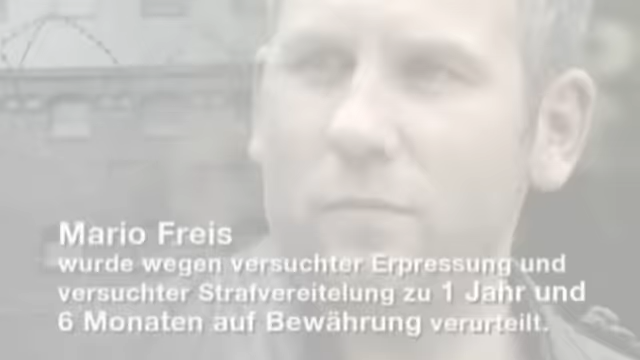 Mario Freis
wurde wegen versuchter Erpressung und
versuchter Strafvereitelung zu 1 Jahr und
6 Monaten auf Bewährung verurteilt.